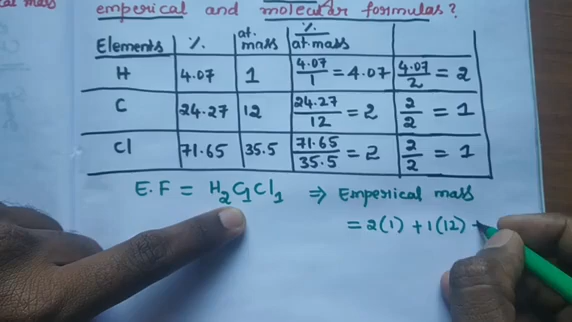 emperical and molecular formulas?
Elements % at. mass %/at.mass
H 4.07 1 4.07/1 = 4.07 4.07/2 = 2
C 24.27 12 24.27/12 = 2 2/2 = 1
Cl 71.65 35.5 71.65/35.5 = 2 2/2 = 1
E.F = H₂C₁Cl₁ ⇒ Emperical mass
= 2(1) + 1(12)